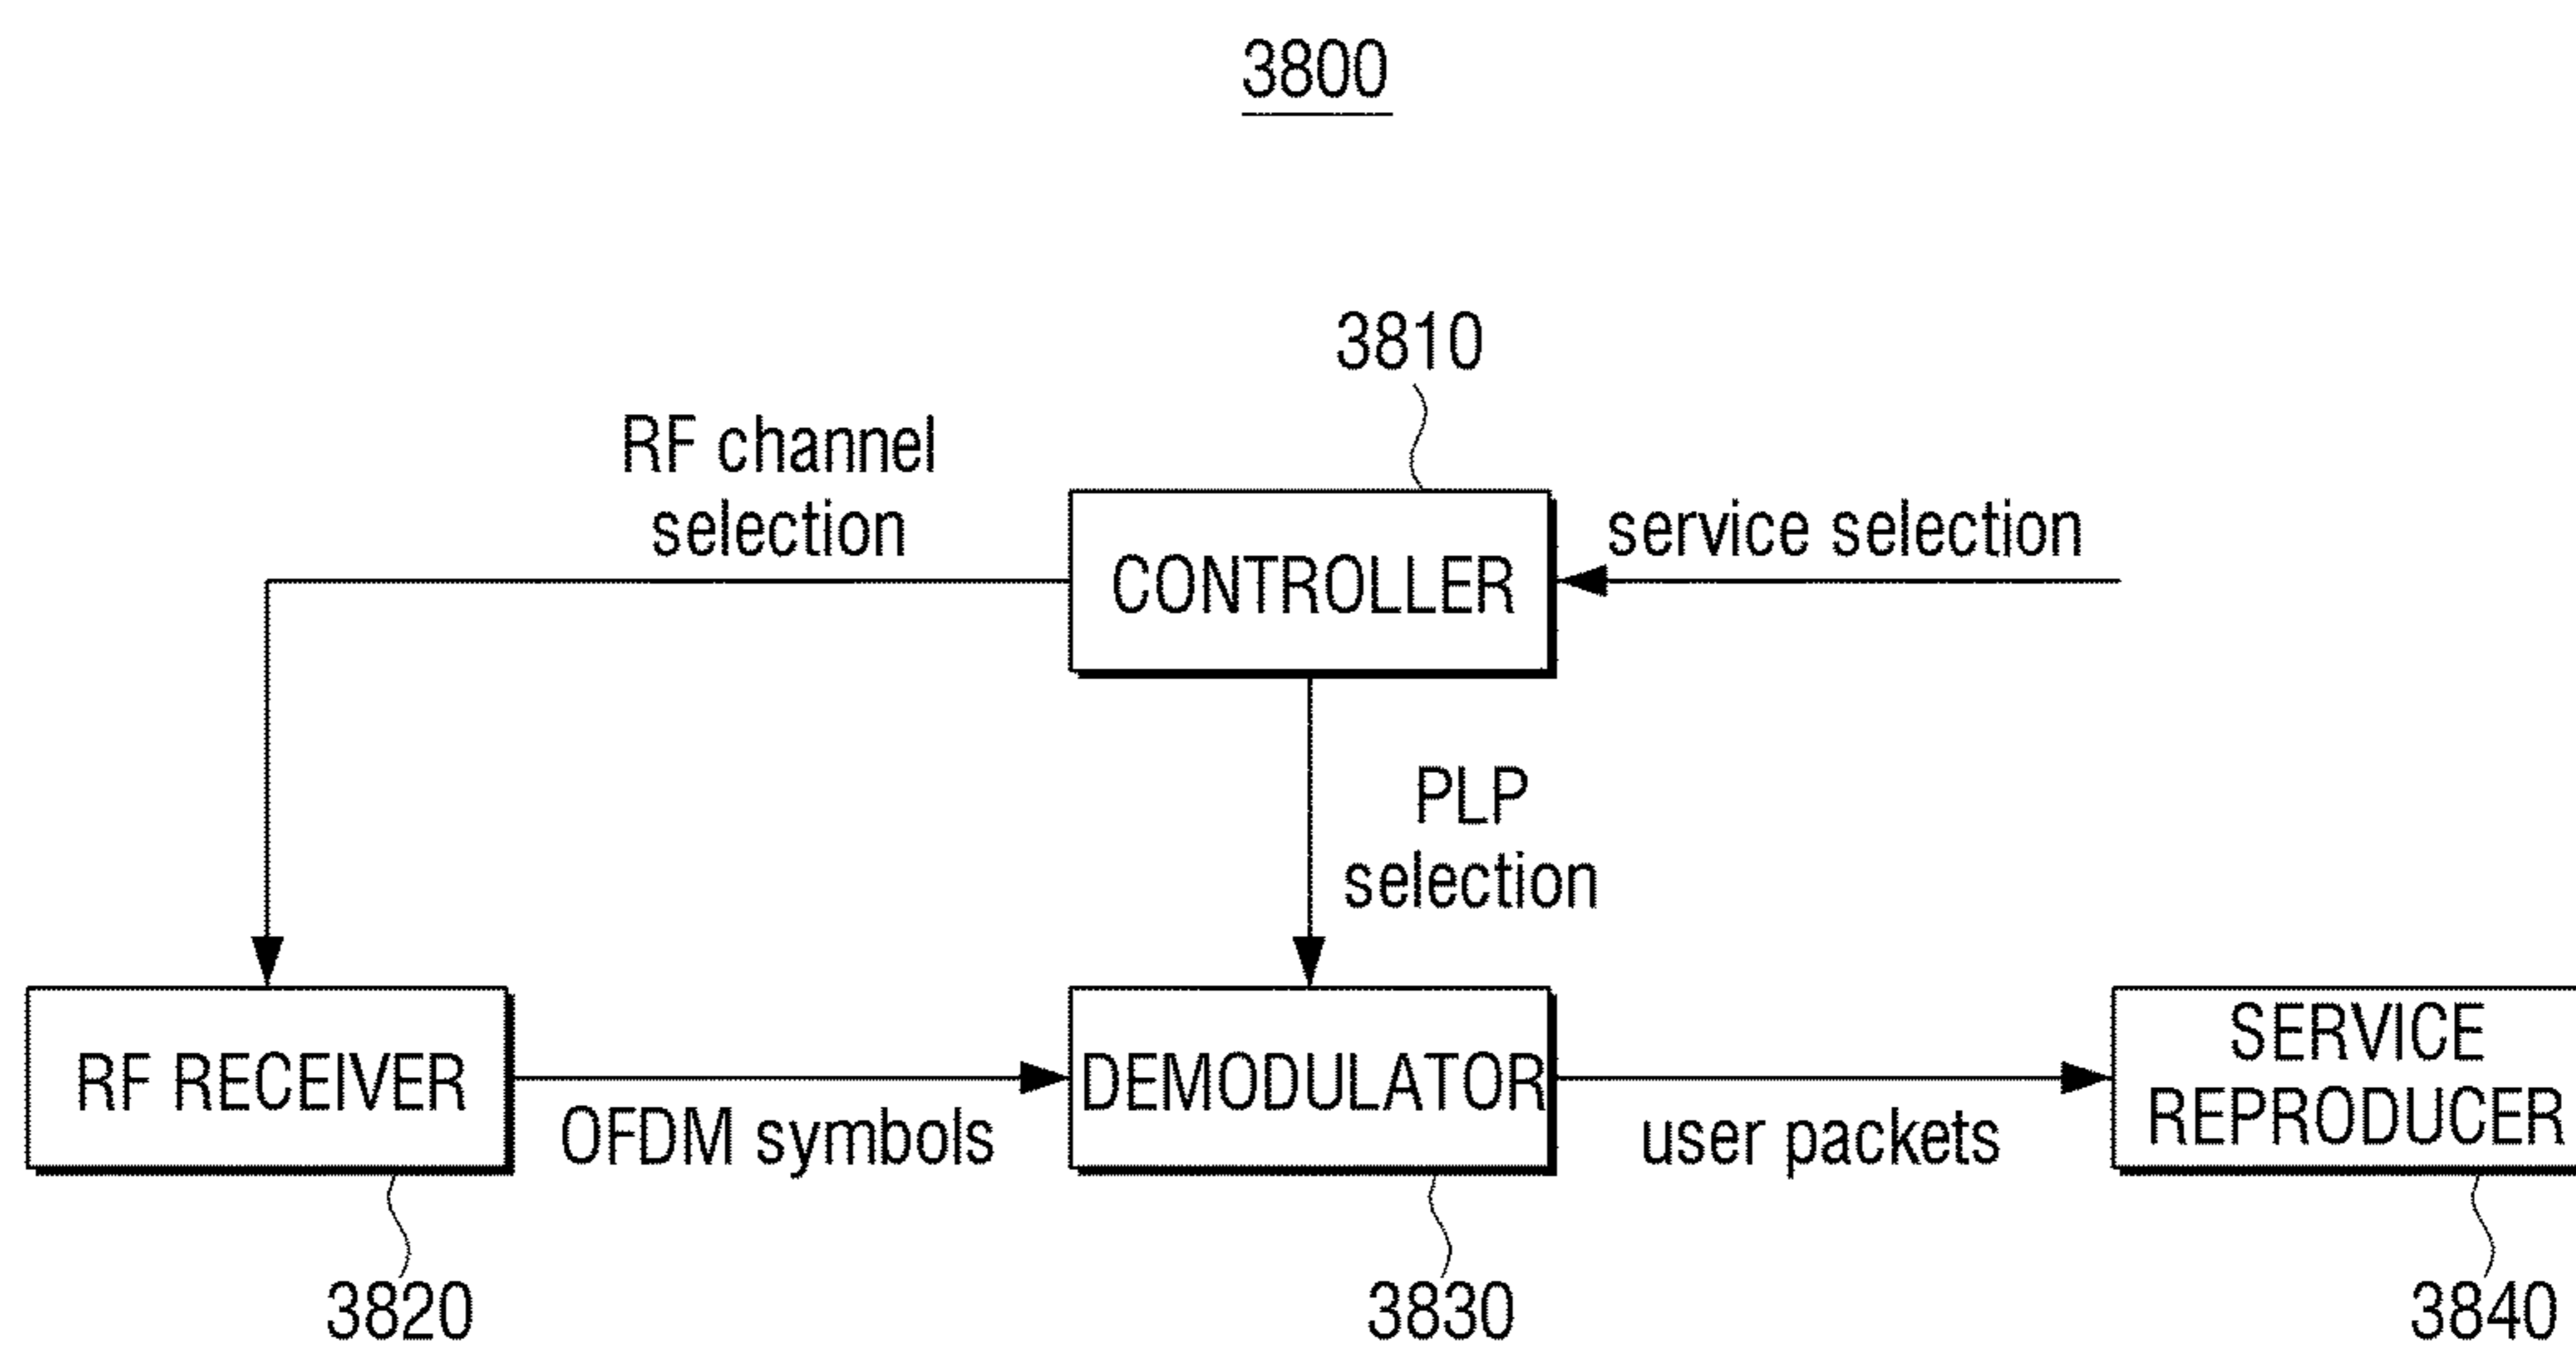 3800
3810
RF channel
selection
CONTROLLER
service selection
PLP
selection
RF RECEIVER
OFDM symbols
DEMODULATOR
user packets
SERVICE
REPRODUCER
3820
3830
3840